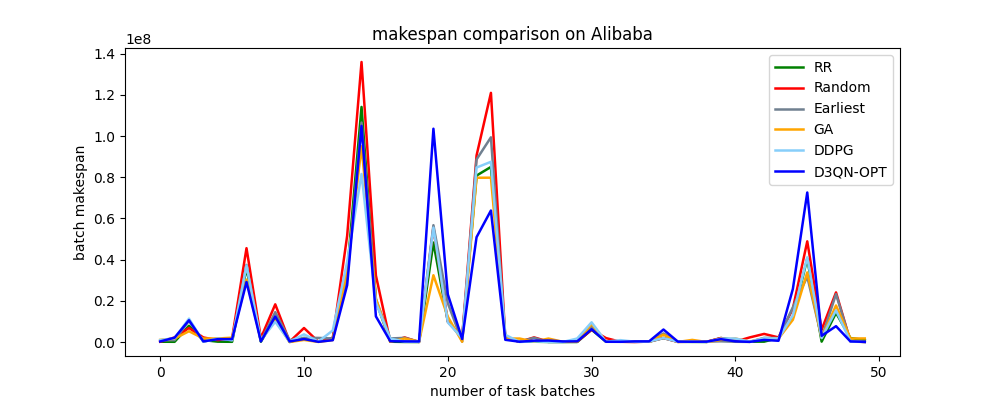 makespan comparison on Alibaba
1e8
1.4
1.2
1.0
0.8
0.6
0.4
0.2
0.0
batch makespan
RR
Random
Earliest
GA
DDPG
D3QN-OPT
0 10 20 30 40 50
number of task batches